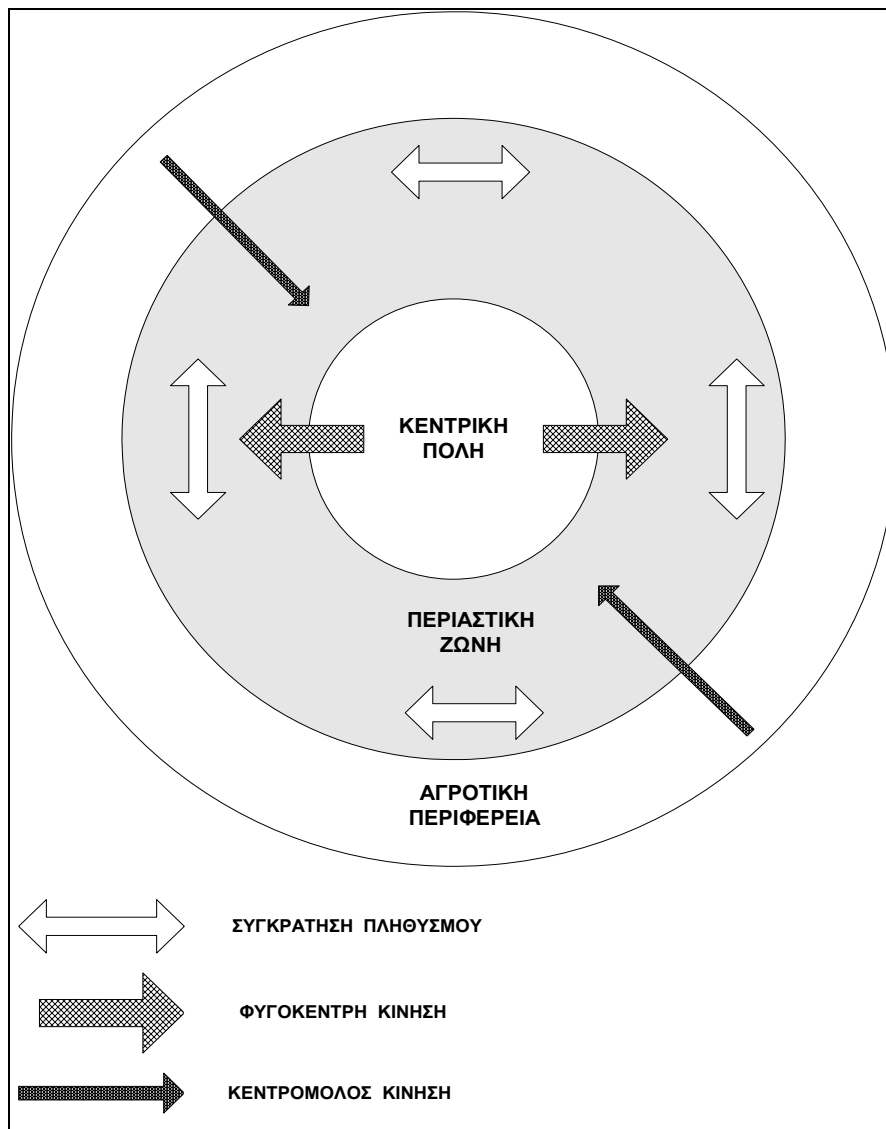 ΚΕΝΤΡΙΚΗ
ΠΟΛΗ
ΠΕΡΙΑΣΤΙΚΗ
ΖΩΝΗ
ΑΓΡΟΤΙΚΗ
ΠΕΡΙΦΕΡΕΙΑ
ΣΥΓΚΡΑΤΗΣΗ ΠΛΗΘΥΣΜΟΥ
ΦΥΓΟΚΕΝΤΡΗ ΚΙΝΗΣΗ
ΚΕΝΤΡΟΜΟΛΟΣ ΚΙΝΗΣΗ